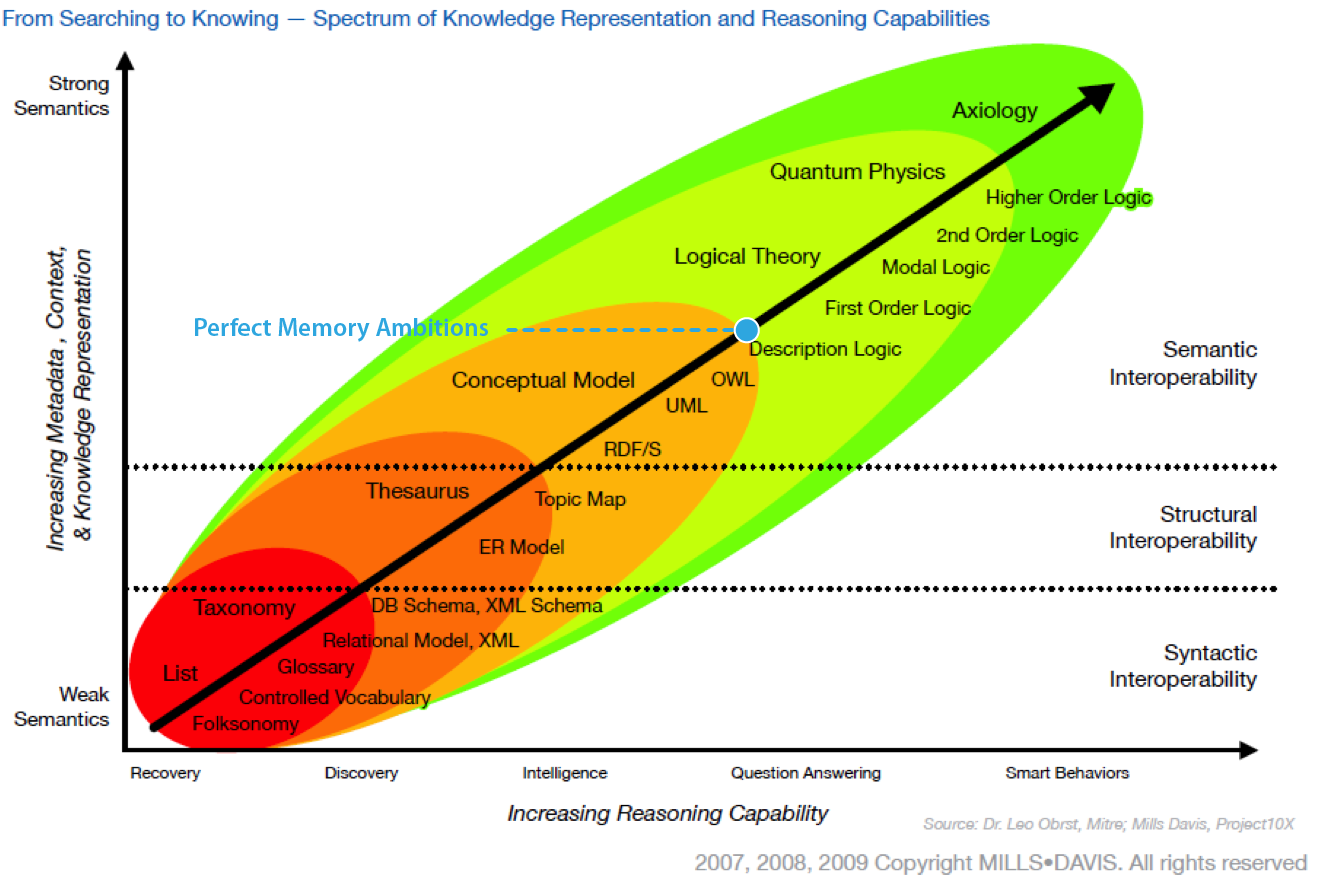 From Searching to Knowing — Spectrum of Knowledge Representation and Reasoning Capabilities
Strong
Semantics
Increasing Metadata , Context,
& Knowledge Representation
Weak
Semantics
Axiology
Quantum Physics
Higher Order Logic
2nd Order Logic
Logical Theory
Modal Logic
First Order Logic
Perfect Memory Ambitions
Description Logic
Semantic
Interoperability
Conceptual Model
OWL
UML
RDF/S
Thesaurus
Topic Map
Structural
Interoperability
ER Model
Taxonomy
DB Schema, XML Schema
Relational Model, XML
List
Glossary
Syntactic
Interoperability
Controlled Vocabulary
Folksonomy
Recovery
Discovery
Intelligence
Question Answering
Smart Behaviors
Increasing Reasoning Capability
Source: Dr. Leo Obrst, Mitre; Mills Davis, Project10X
2007, 2008, 2009 Copyright MILLS•DAVIS. All rights reserved